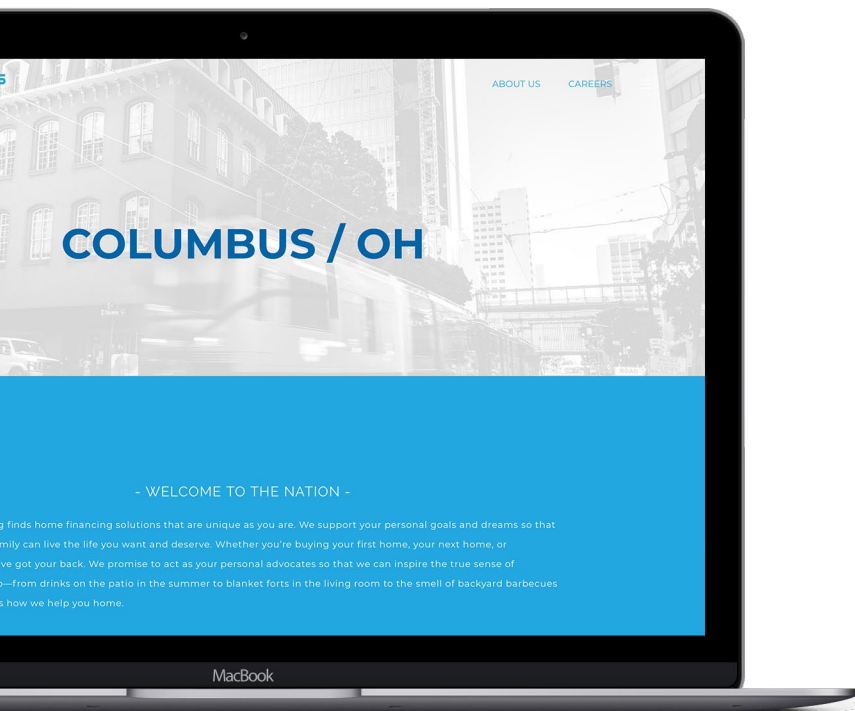 ABOUT US CAREERS
COLUMBUS / OH
- WELCOME TO THE NATION -
finds home financing solutions that are unique as you are. We support your personal goals and dreams so that
can live the life you want and deserve. Whether you're buying your first home, your next home, or
got your back. We promise to act as your personal advocates so that we can inspire the true sense of
—from drinks on the patio in the summer to blanket forts in the living room to the smell of backyard barbecues
how we help you home.
MacBook